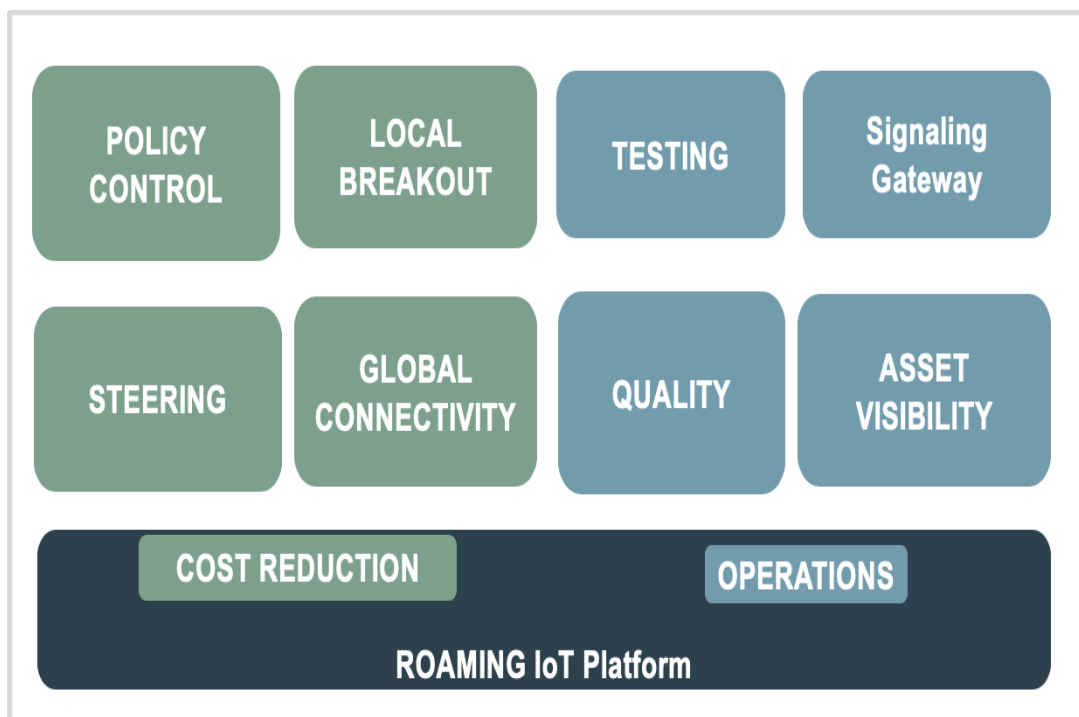 POLICY
CONTROL
LOCAL
BREAKOUT
TESTING
Signaling
Gateway
STEERING
GLOBAL
CONNECTIVITY
QUALITY
ASSET
VISIBILITY
COST REDUCTION
OPERATIONS
ROAMING IoT Platform